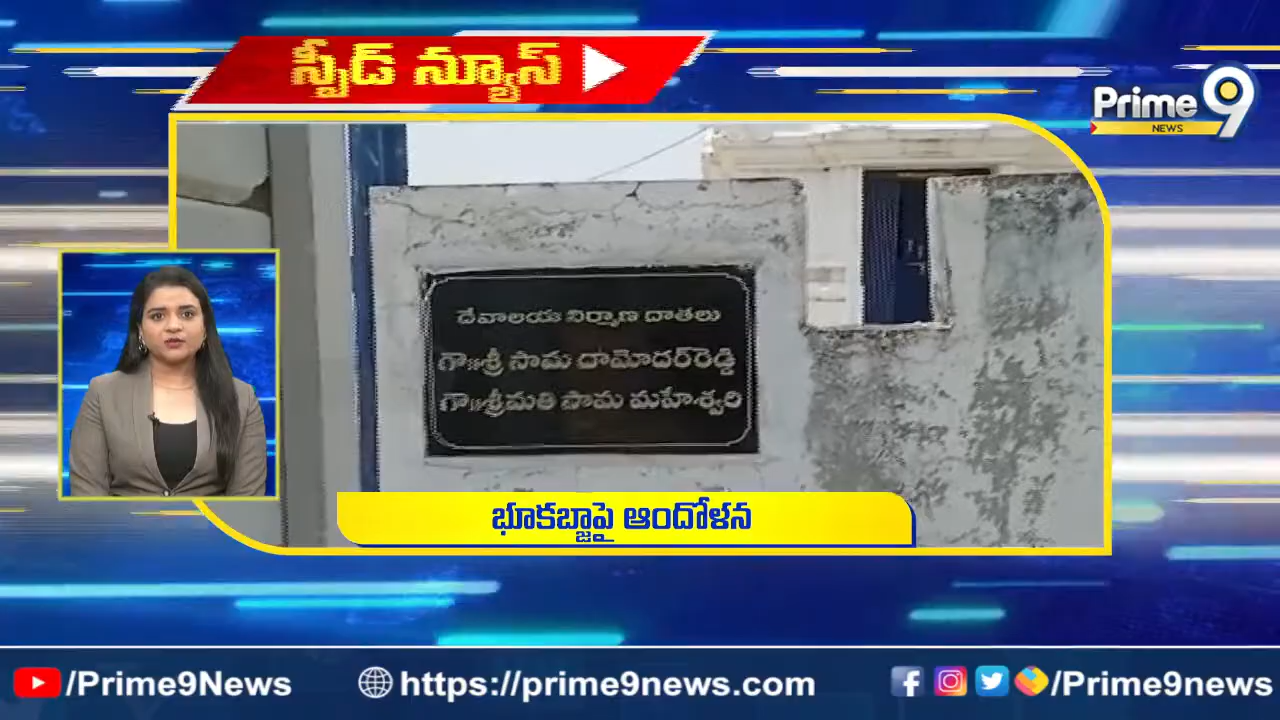 స్పీడ్ న్యూస్
Prime9
NEWS
దేవాలయ నిర్మాణ దాతలు
గౌ॥శ్రీ సామ దామోదర్‌రెడ్డి
గౌ॥శ్రీమతి సామ మహేశ్వరి
భూకబ్జాపై ఆందోళన
/Prime9News
https://prime9news.com
/Prime9news